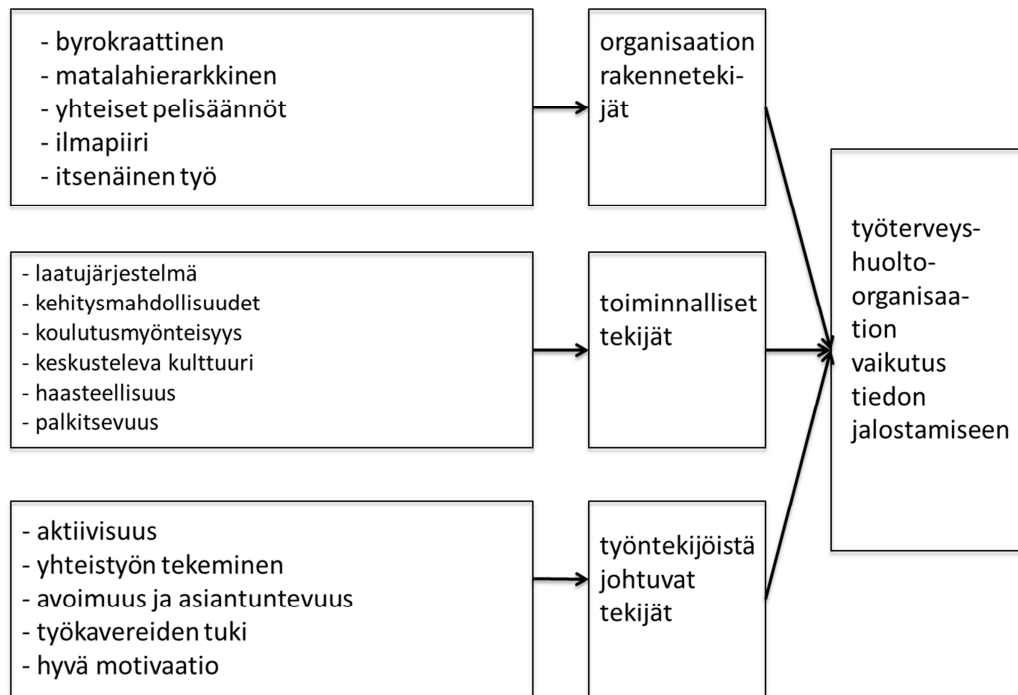 - byrokraattinen
- matalahierarkkinen
- yhteiset pelisäännöt
- ilmapiiri
- itsenäinen työ
organisaation
rakenneteki-
jät
- laatujärjestelmä
- kehitysmahdollisuudet
- koulutusmyönteisyys
- keskusteleva kulttuuri
- haasteellisuus
- palkitsevuus
toiminnalliset
tekijät
- aktiivisuus
- yhteistyön tekeminen
- avoimuus ja asiantuntevuus
- työkavereiden tuki
- hyvä motivaatio
työntekijöistä
johtuvat
tekijät
työterveys-
huolto-
organisaa-
tion
vaikutus
tiedon
jalostamiseen